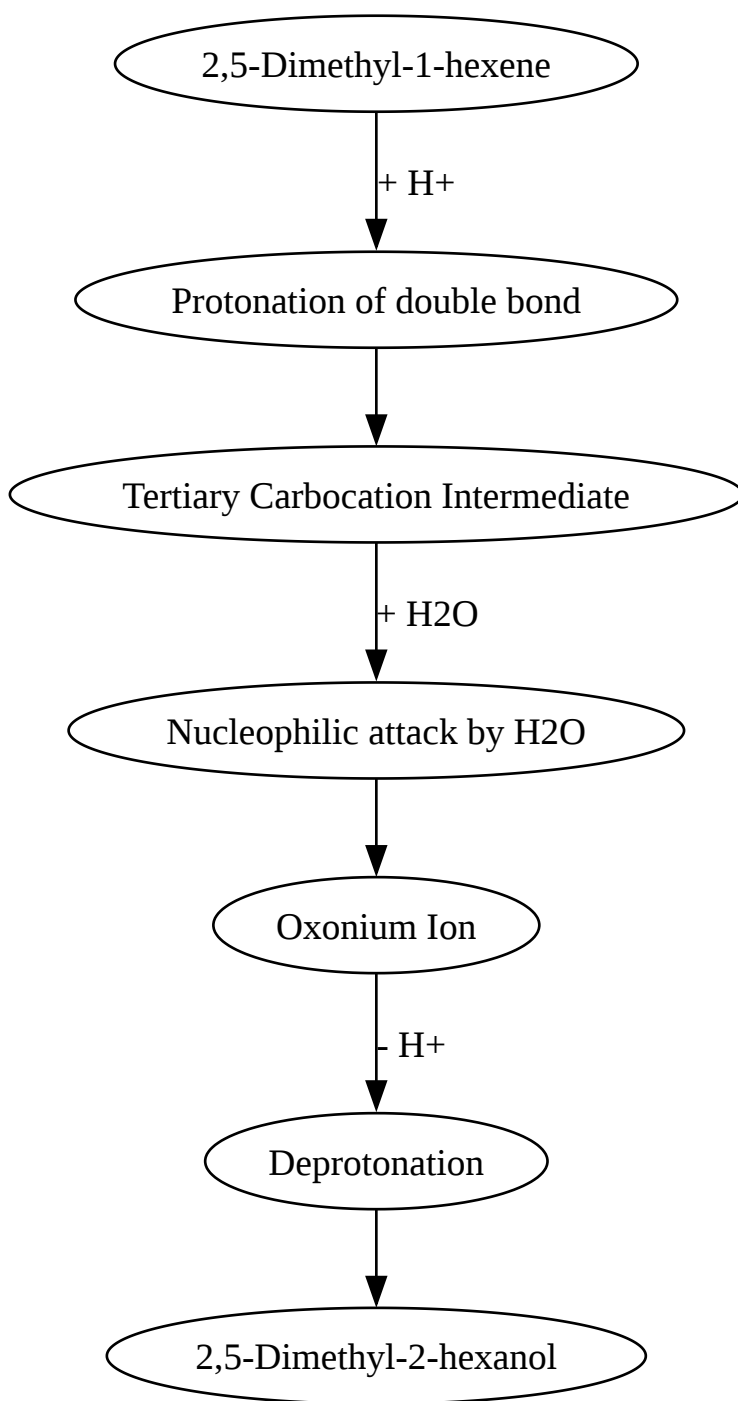 2,5-Dimethyl-1-hexene
+ H+
Protonation of double bond
Tertiary Carbocation Intermediate
+ H2O
Nucleophilic attack by H2O
Oxonium Ion
- H+
Deprotonation
2,5-Dimethyl-2-hexanol